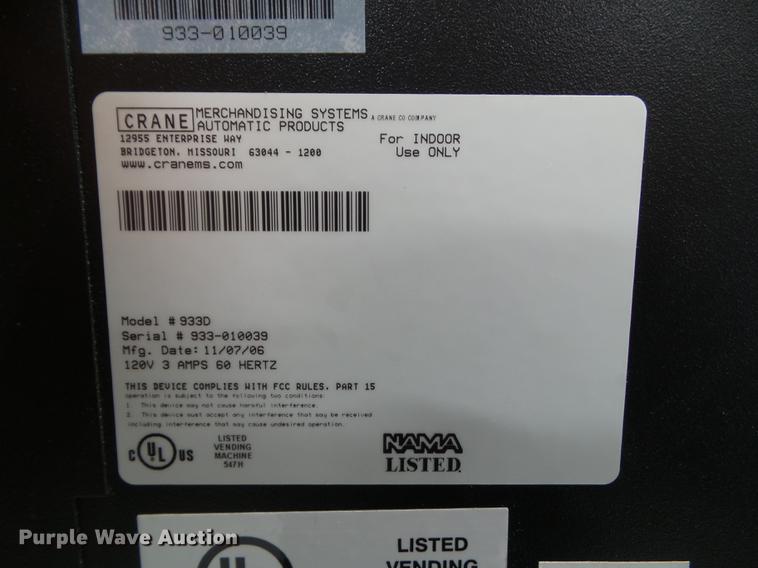 933-010039
CRANE MERCHANDISING SYSTEMS A CRANE CO COMPANY
AUTOMATIC PRODUCTS
12955 ENTERPRISE WAY
BRIDGETON, MISSOURI 63044 - 1200
www.cranems.com
For INDOOR
Use ONLY
Model # 933D
Serial # 933-010039
Mfg. Date: 11/07/06
120V 3 AMPS 60 HERTZ
THIS DEVICE COMPLIES WITH FCC RULES. PART 15
operation is subject to the following two conditions:
1. This device may not cause harmful interference.
2. This device must accept any interference that may be received
including interference that may cause undesired operation.
C UL US
LISTED
VENDING
MACHINE
547H
NAMA
LISTED
Purple Wave Auction
UL
LISTED
VENDING